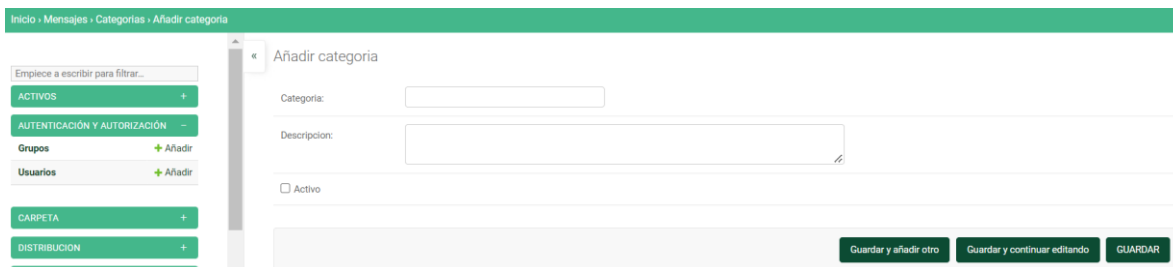 Inicio › Mensajes › Categorias › Añadir categoria
Empiece a escribir para filtrar...
ACTIVOS +
AUTENTICACIÓN Y AUTORIZACIÓN −
Grupos + Añadir
Usuarios + Añadir
CARPETA +
DISTRIBUCION +
«
Añadir categoria
Categoria:
Descripcion:
Activo
Guardar y añadir otro
Guardar y continuar editando
GUARDAR